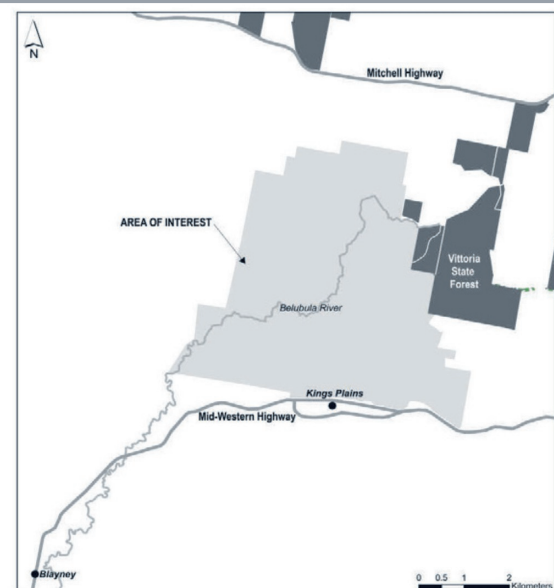 N
Mitchell Highway
AREA OF INTEREST
Vittoria
State
Forest
Belubula River
Kings Plains
Mid-Western Highway
Blayney
0 0.5 1 2
Kilometers